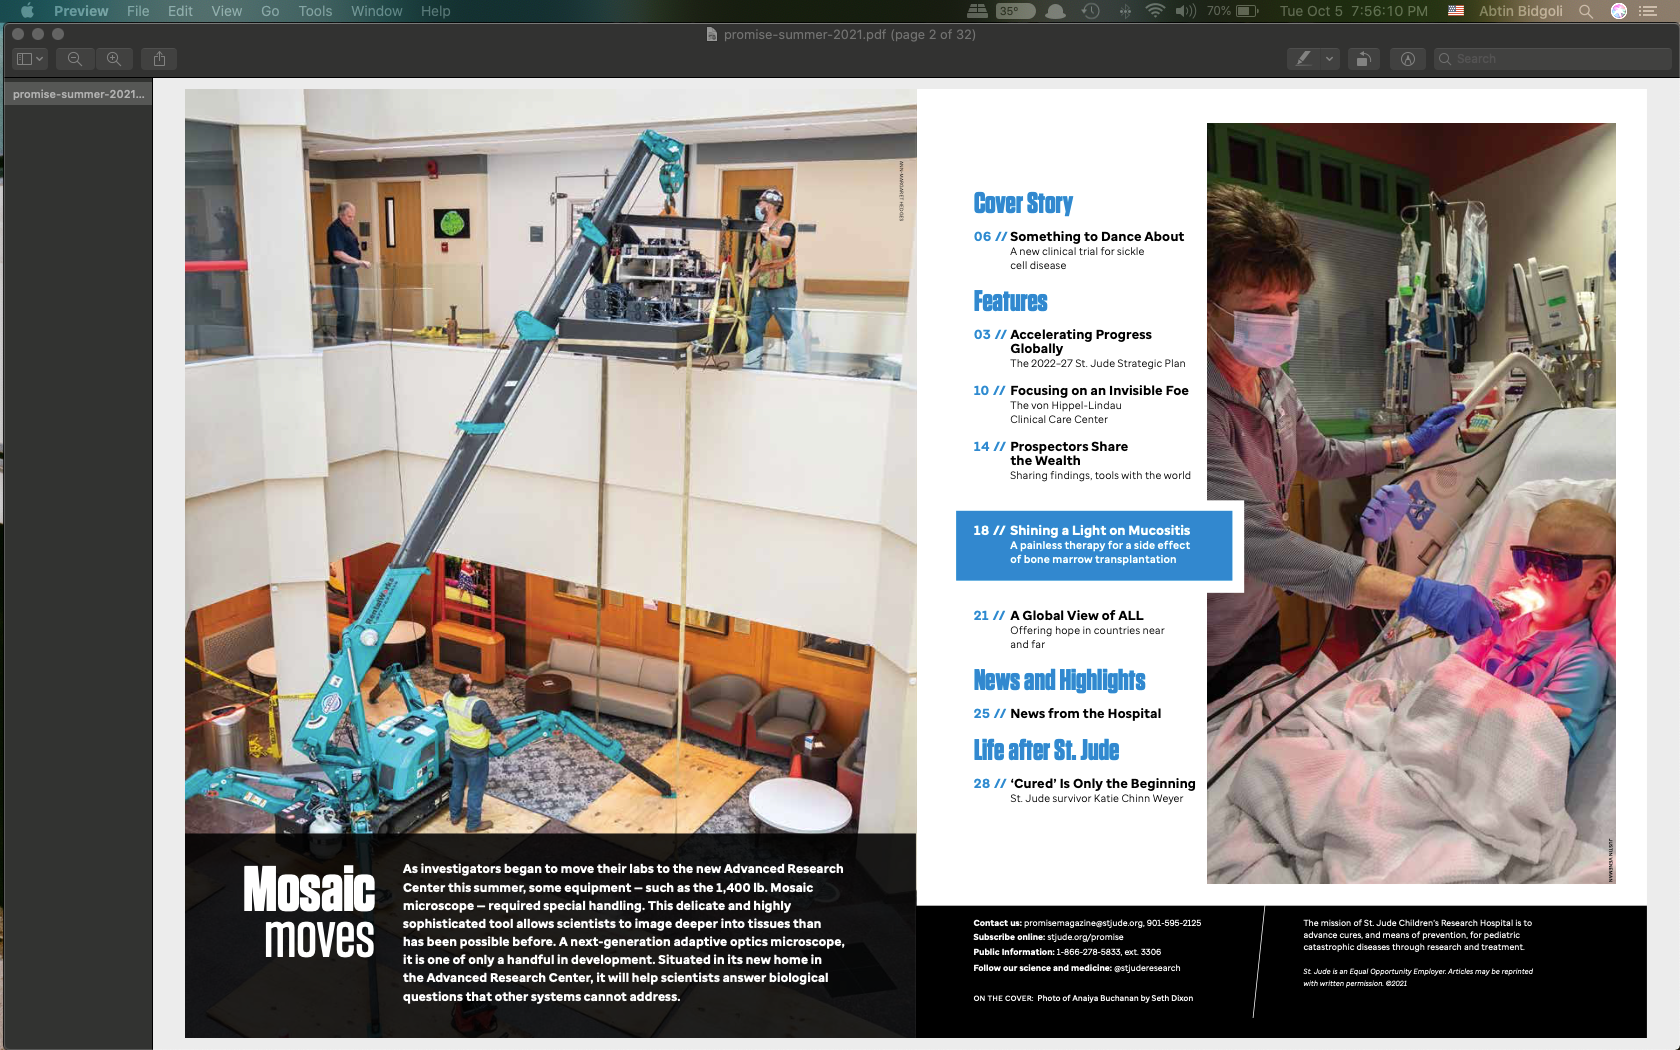 Preview File Edit View Go Tools Window Help
35° 70% Tue Oct 5 7:56:10 PM Abtin Bidgoli
promise-summer-2021.pdf (page 2 of 32)
Search
promise-summer-2021...
ANN-MARGARET HEDGES
RentalWorks
Mosaic
moves
As investigators began to move their labs to the new Advanced Research
Center this summer, some equipment – such as the 1,400 lb. Mosaic
microscope – required special handling. This delicate and highly
sophisticated tool allows scientists to image deeper into tissues than
has been possible before. A next-generation adaptive optics microscope,
it is one of only a handful in development. Situated in its new home in
the Advanced Research Center, it will help scientists answer biological
questions that other systems cannot address.
Cover Story
06 // Something to Dance About
A new clinical trial for sickle
cell disease
Features
03 // Accelerating Progress
Globally
The 2022–27 St. Jude Strategic Plan
10 // Focusing on an Invisible Foe
The von Hippel-Lindau
Clinical Care Center
14 // Prospectors Share
the Wealth
Sharing findings, tools with the world
18 // Shining a Light on Mucositis
A painless therapy for a side effect
of bone marrow transplantation
21 // A Global View of ALL
Offering hope in countries near
and far
News and Highlights
25 // News from the Hospital
Life after St. Jude
28 // ‘Cured’ Is Only the Beginning
St. Jude survivor Katie Chinn Weyer
Contact us: promisemagazine@stjude.org, 901-595-2125
Subscribe online: stjude.org/promise
Public Information: 1-866-278-5833, ext. 3306
Follow our science and medicine: @stjuderesearch
ON THE COVER: Photo of Anaiya Buchanan by Seth Dixon
The mission of St. Jude Children's Research Hospital is to
advance cures, and means of prevention, for pediatric
catastrophic diseases through research and treatment.
St. Jude is an Equal Opportunity Employer. Articles may be reprinted
with written permission. ©2021